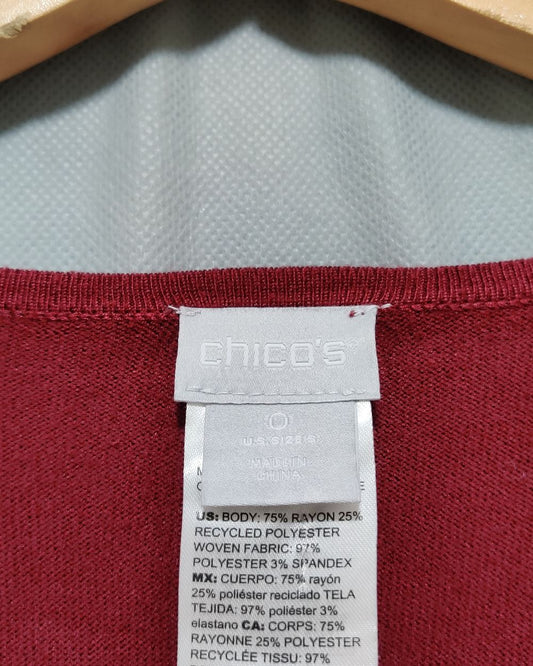 chico's®
0
U.S. SIZE/S
MADE IN
CHINA
US: BODY: 75% RAYON 25%
RECYCLED POLYESTER
WOVEN FABRIC: 97%
POLYESTER 3% SPANDEX
MX: CUERPO: 75% rayón
25% poliéster reciclado TELA
TEJIDA: 97% poliéster 3%
elastano CA: CORPS: 75%
RAYONNE 25% POLYESTER
RECYCLÉE TISSU: 97%